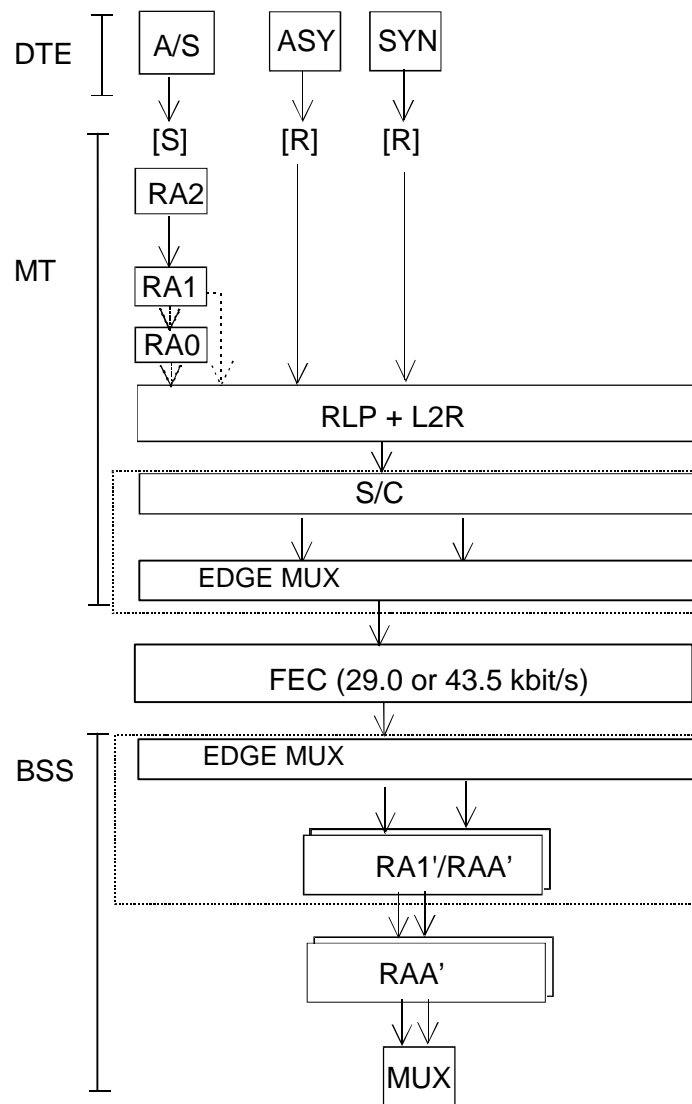 DTE
A/S
ASY
SYN
[S]
[R]
[R]
MT
RA2
RA1
RA0
RLP + L2R
S/C
EDGE MUX
FEC (29.0 or 43.5 kbit/s)
BSS
EDGE MUX
RA1'/RAA’
RAA’
MUX